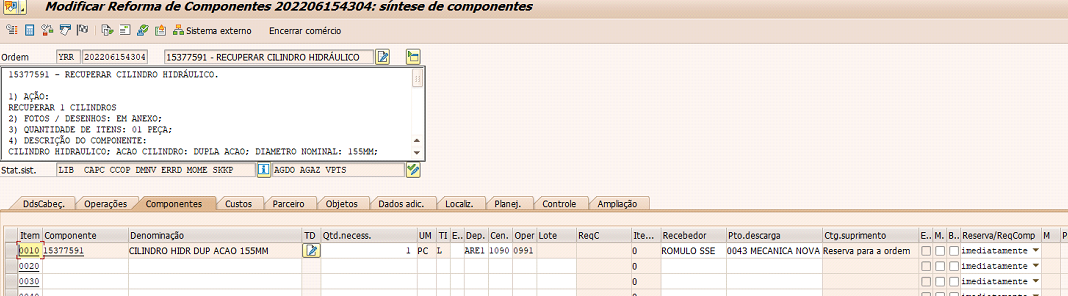 Modificar Reforma de Componentes 202206154304: síntese de componentes
Sistema externo Encerrar comércio
Ordem YRR 202206154304 15377591 - RECUPERAR CILINDRO HIDRÁULICO
15377591 - RECUPERAR CILINDRO HIDRÁULICO.
1) AÇÃO:
RECUPERAR 1 CILINDROS
2) FOTOS / DESENHOS: EM ANEXO;
3) QUANTIDADE DE ITENS: 01 PEÇA;
4) DESCRIÇÃO DO COMPONENTE:
CILINDRO HIDRAULICO; ACAO CILINDRO: DUPLA ACAO; DIAMETRO NOMINAL: 155MM;
Stat.sist. LIB CAPC CCOP DMNV ERRD MOME SKKP AGDO AGAZ VPTS
DdsCabeç. Operações Componentes Custos Parceiro Objetos Dados adic. Localiz. Planej. Controle Ampliação
Item Componente Denominação TD Qtd.necess. UM TI E.. Dep. Cen. Oper Lote ReqC Ite... Recebedor Pto.descarga Ctg.suprimento E.. M. B.. Reserva/ReqComp M P
0010 15377591 CILINDRO HIDR DUP ACAO 155MM 1 PC L ARE1 1090 0991 0 ROMULO SSE 0043 MECANICA NOVA Reserva para a ordem imediatamente
0020 0 imediatamente
0030 0 imediatamente